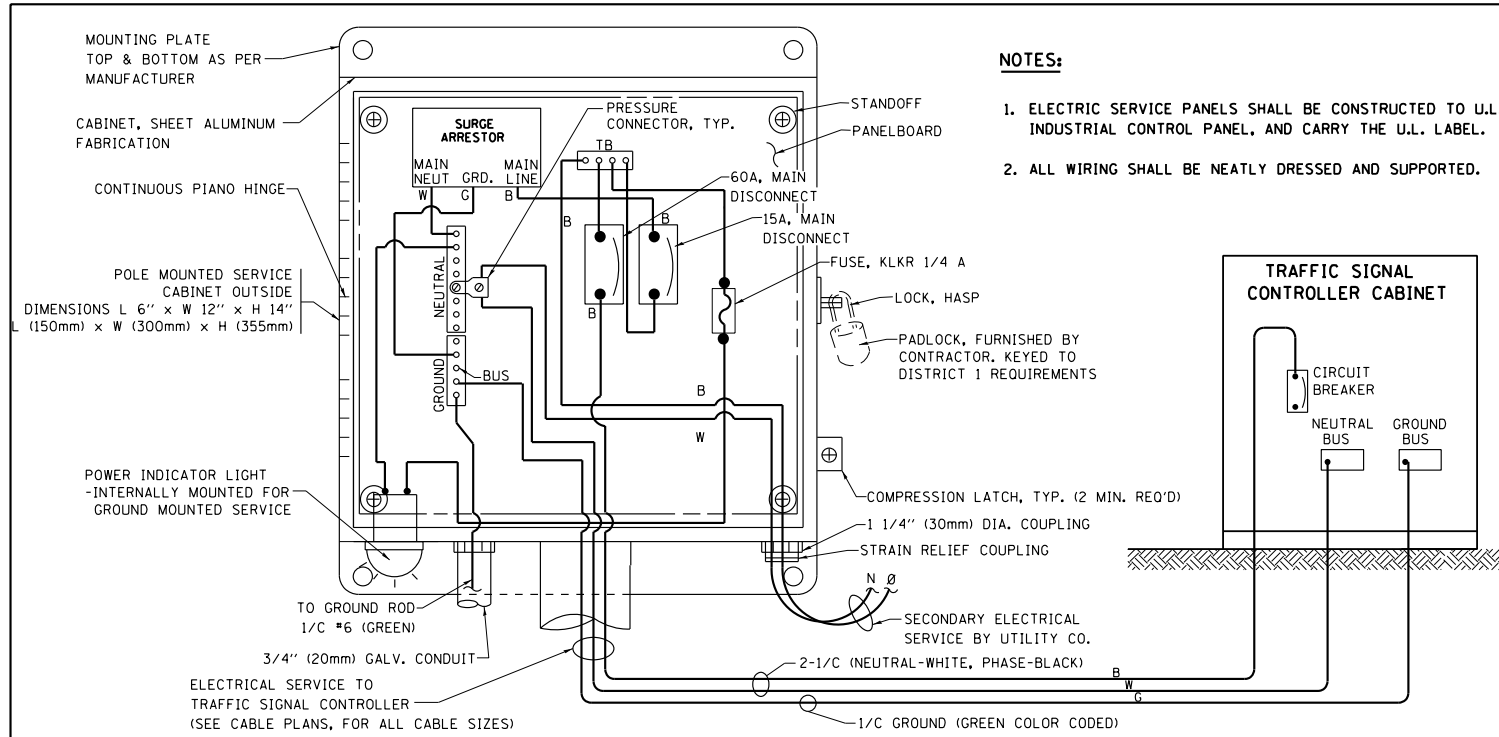 MOUNTING PLATE
TOP & BOTTOM AS PER
MANUFACTURER
CABINET, SHEET ALUMINUM
FABRICATION
CONTINUOUS PIANO HINGE
POLE MOUNTED SERVICE
CABINET OUTSIDE
DIMENSIONS L 6" x W 12" x H 14"
L (150mm) x W (300mm) x H (355mm)
POWER INDICATOR LIGHT
-INTERNALLY MOUNTED FOR
GROUND MOUNTED SERVICE
TO GROUND ROD
1/C #6 (GREEN)
3/4" (20mm) GALV. CONDUIT
ELECTRICAL SERVICE TO
TRAFFIC SIGNAL CONTROLLER
(SEE CABLE PLANS, FOR ALL CABLE SIZES)
SURGE
ARRESTOR
MAIN
NEUT
GRD.
MAIN
LINE
W
G
B
PRESSURE
CONNECTOR, TYP.
TB
B
B
B
NEUTRAL
GROUND
BUS
B
W
STANDOFF
PANELBOARD
60A, MAIN
DISCONNECT
15A, MAIN
DISCONNECT
FUSE, KLKR 1/4 A
LOCK, HASP
PADLOCK, FURNISHED BY
CONTRACTOR. KEYED TO
DISTRICT 1 REQUIREMENTS
COMPRESSION LATCH, TYP. (2 MIN. REQ'D)
1 1/4" (30mm) DIA. COUPLING
STRAIN RELIEF COUPLING
N Ø
SECONDARY ELECTRICAL
SERVICE BY UTILITY CO.
2-1/C (NEUTRAL-WHITE, PHASE-BLACK)
B
W
G
1/C GROUND (GREEN COLOR CODED)
NOTES:
1. ELECTRIC SERVICE PANELS SHALL BE CONSTRUCTED TO U.L
INDUSTRIAL CONTROL PANEL, AND CARRY THE U.L. LABEL.
2. ALL WIRING SHALL BE NEATLY DRESSED AND SUPPORTED.
TRAFFIC SIGNAL
CONTROLLER CABINET
CIRCUIT
BREAKER
NEUTRAL
BUS
GROUND
BUS